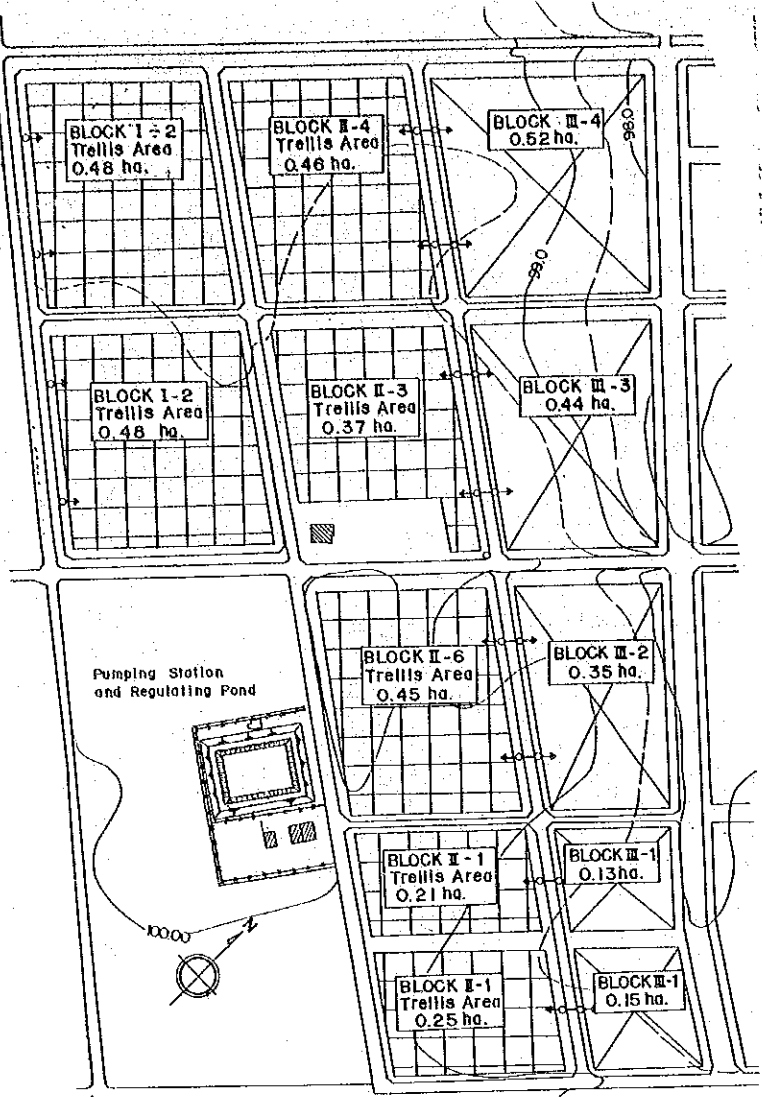 BLOCK I-2
Trellis Area
0.48 ha.
BLOCK II-4
Trellis Area
0.46 ha.
BLOCK III-4
0.52 ha.
98.0
99.0
BLOCK I-2
Trellis Area
0.48 ha.
BLOCK II-3
Trellis Area
0.37 ha.
BLOCK III-3
0.44 ha.
Pumping Station
and Regulating Pond
BLOCK II-6
Trellis Area
0.45 ha.
BLOCK III-2
0.35 ha.
BLOCK II-1
Trellis Area
0.21 ha.
BLOCK III-1
0.13 ha.
100.00
N
BLOCK II-1
Trellis Area
0.25 ha.
BLOCK III-1
0.15 ha.